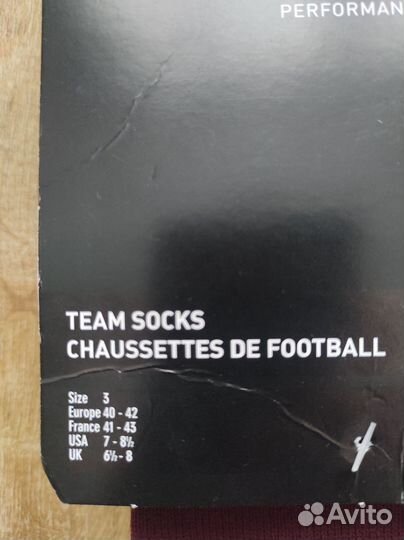 PERFORMAN
TEAM SOCKS
CHAUSSETTES DE FOOTBALL
Size 3
Europe 40 - 42
France 41 - 43
USA 7 - 8½
UK 6½ - 8
Avito